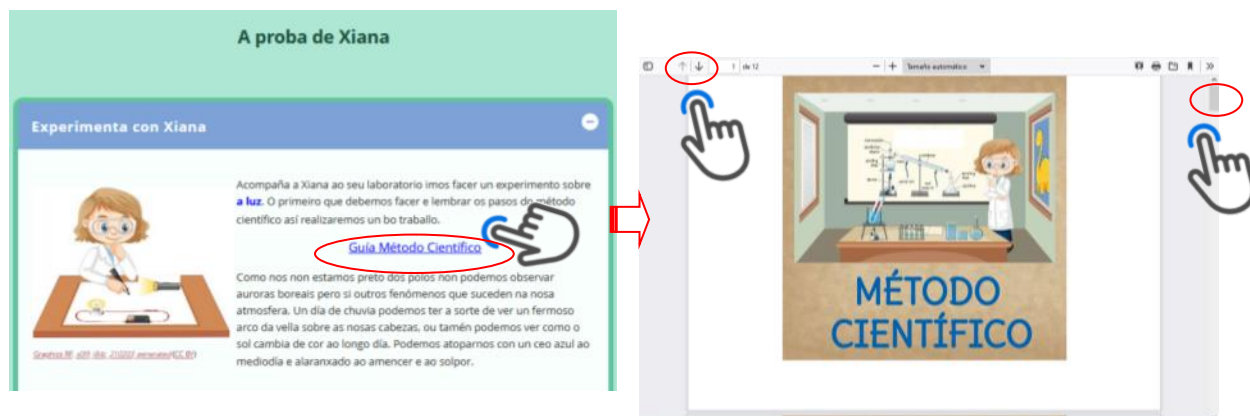 A proba de Xiana
Experimenta con Xiana
Acompaña a Xiana ao seu laboratorio imos facer un experimento sobre
a luz. O primeiro que debemos facer e lembrar os pasos do método
científico así realizaremos un bo traballo.
Guía Método Científico
Como nos non estamos preto dos polos non podemos observar
auroras boreais pero si outros fenómenos que suceden na nosa
atmosfera. Un día de chuvia podemos ter a sorte de ver un fermoso
arco da vella sobre as nosas cabezas, ou tamén podemos ver como o
sol cambia de cor ao longo día. Podemos atoparnos con un ceo azul ao
mediodía e alaranxado ao amencer e ao solpor.
(CC BY)
1 de 12
Tamaño automático
MÉTODO
CIENTÍFICO